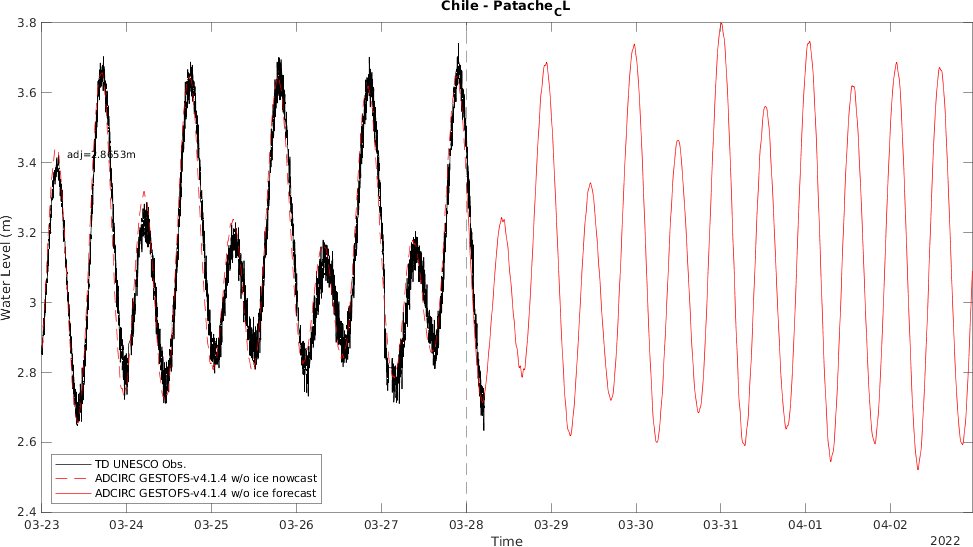 Chile - Patache_CL
3.8
3.6
3.4
3.2
3
2.8
2.6
2.4
Water Level (m)
adj=2.8653m
TD UNESCO Obs.
ADCIRC GESTOFS-v4.1.4 w/o ice nowcast
ADCIRC GESTOFS-v4.1.4 w/o ice forecast
03-23
03-24
03-25
03-26
03-27
03-28
03-29
03-30
03-31
04-01
04-02
Time
2022